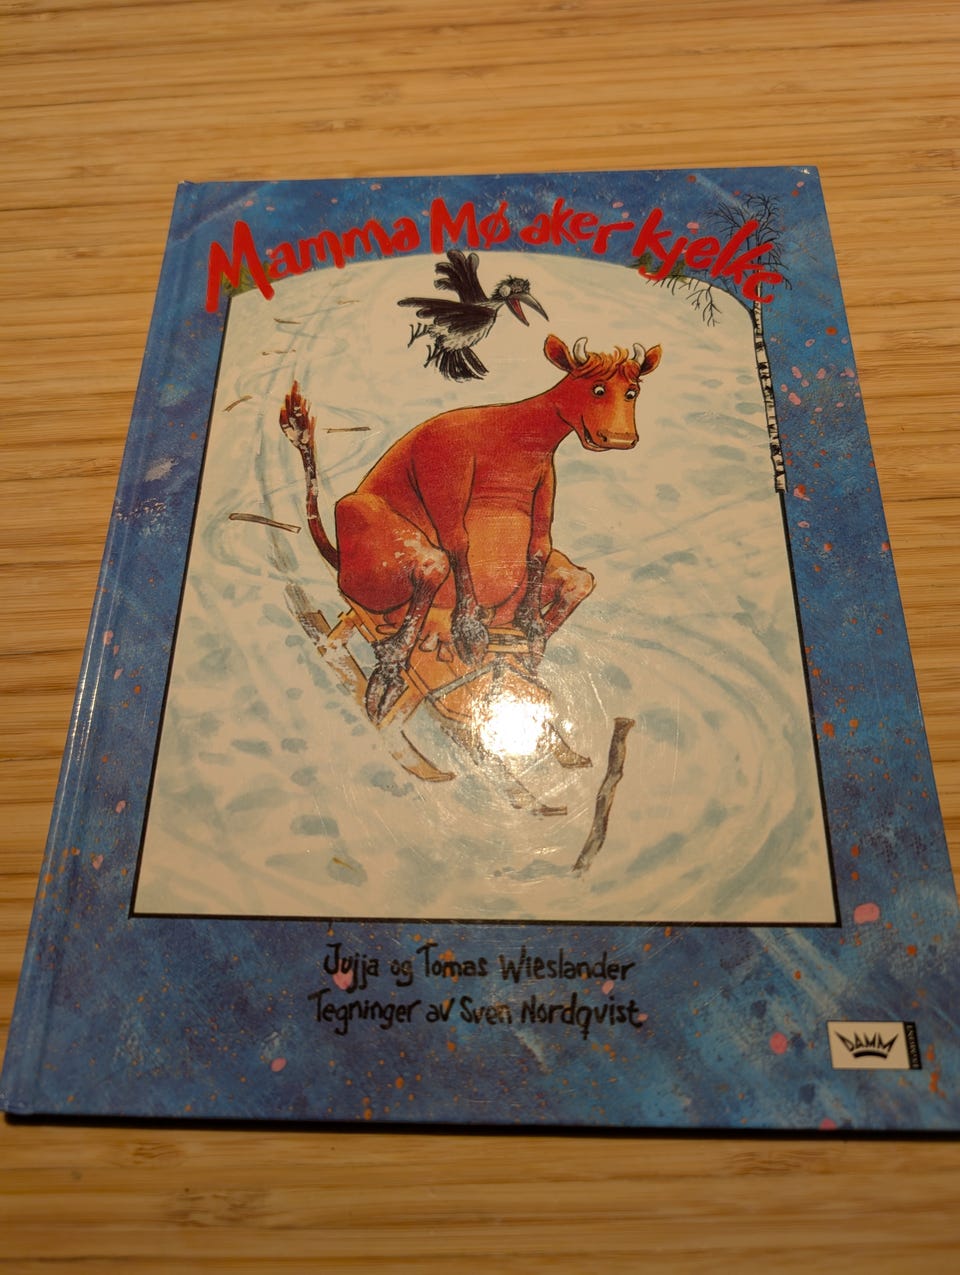 Mamma Mø aker kjelke
Jujja og Tomas Wieslander
Tegninger av Sven Nordqvist
DAMM